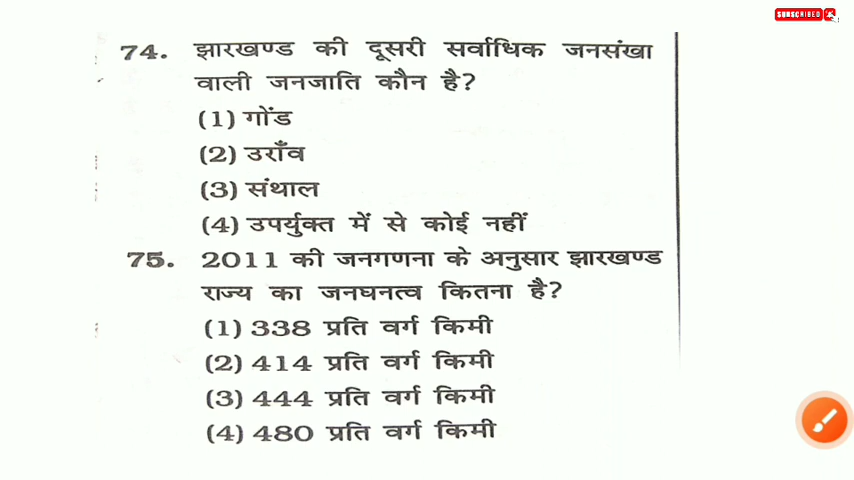 SUBSCRIBED
74. झारखण्ड की दूसरी सर्वाधिक जनसंखा
वाली जनजाति कौन है?
(1) गोंड
(2) उराँव
(3) संथाल
(4) उपर्युक्त में से कोई नहीं
75. 2011 की जनगणना के अनुसार झारखण्ड
राज्य का जनघनत्व कितना है?
(1) 338 प्रति वर्ग किमी
(2) 414 प्रति वर्ग किमी
(3) 444 प्रति वर्ग किमी
(4) 480 प्रति वर्ग किमी